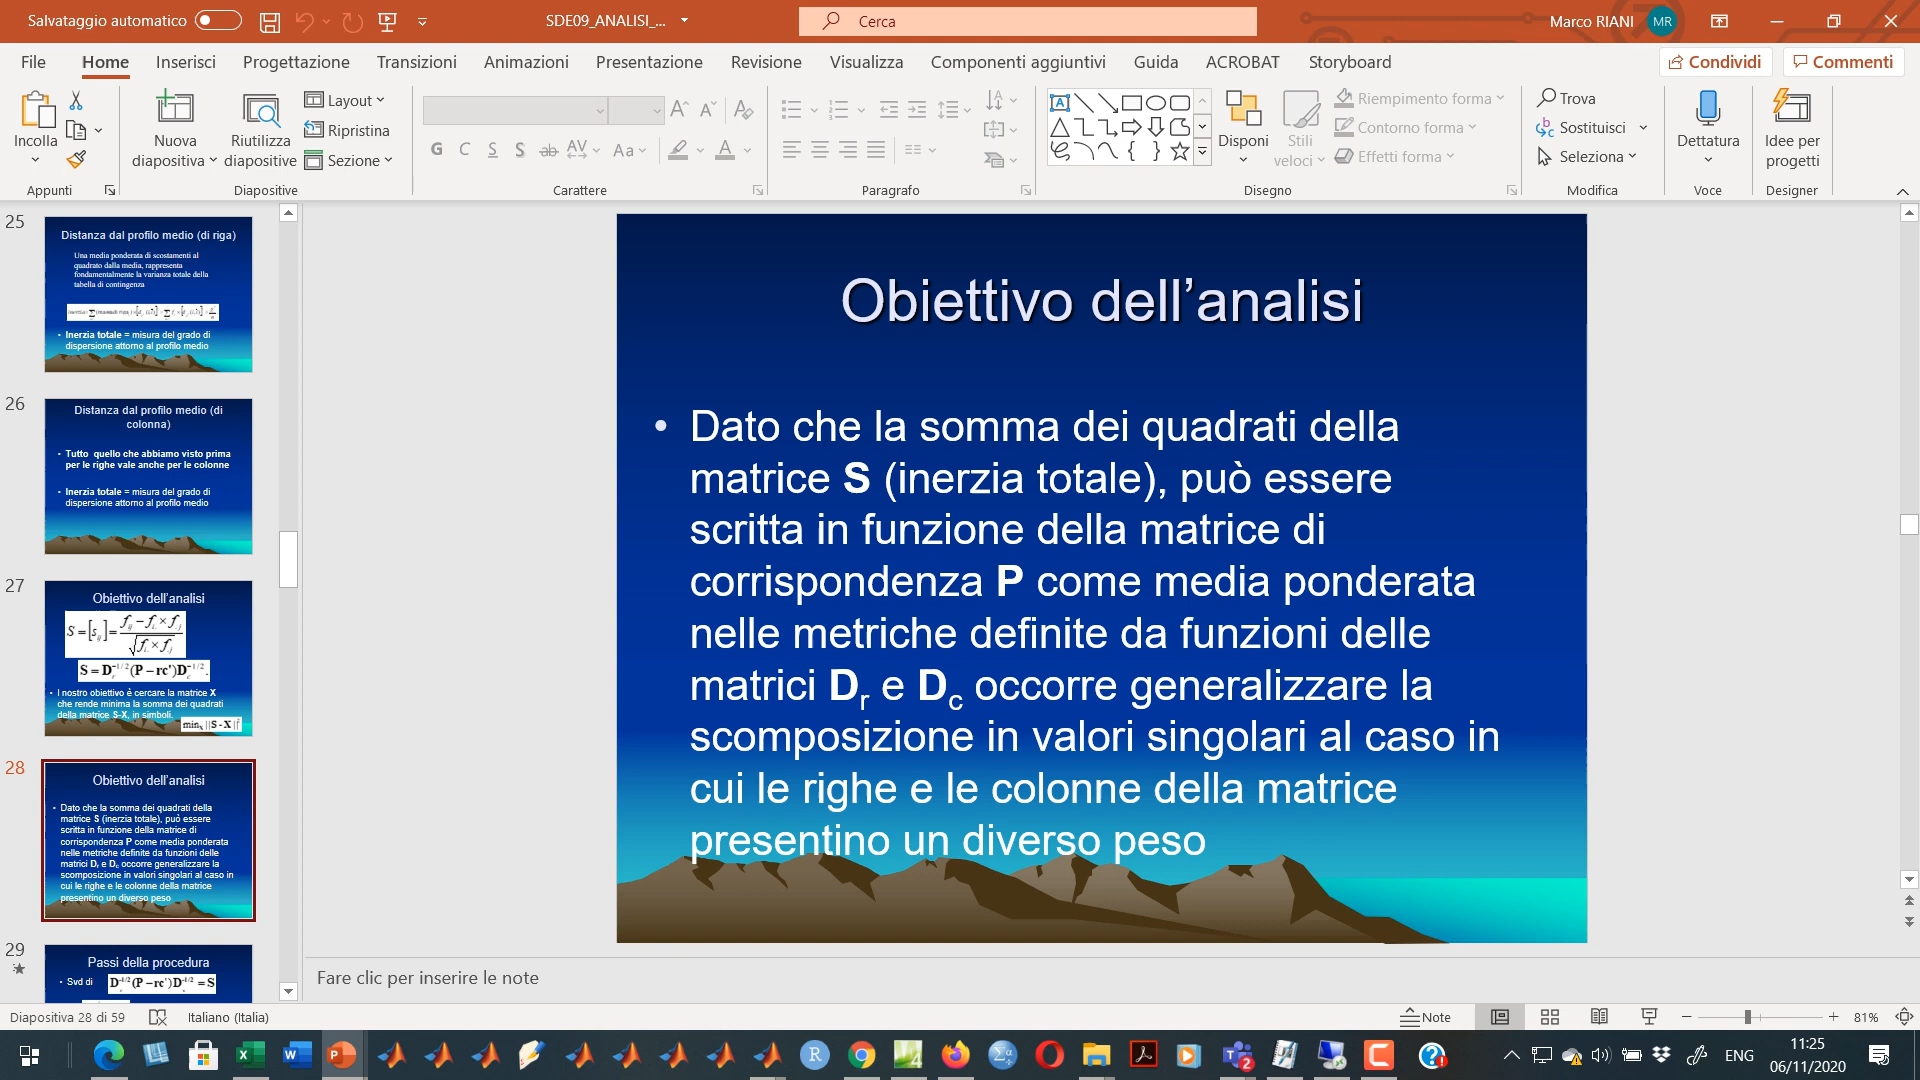 Salvataggio automatico
SDE09_ANALISI_...
Cerca
Marco RIANI
MR
File Home Inserisci Progettazione Transizioni Animazioni Presentazione Revisione Visualizza Componenti aggiuntivi Guida ACROBAT Storyboard
Condividi
Commenti
Incolla
Appunti
Nuova
diapositiva
Riutilizza
diapositive
Layout
Ripristina
Sezione
Diapositive
G C S S ab AV Aa A
Carattere
Paragrafo
Disponi
Stili
veloci
Riempimento forma
Contorno forma
Effetti forma
Disegno
Trova
Sostituisci
Seleziona
Modifica
Dettatura
Voce
Idee per
progetti
Designer
25
Distanza dal profilo medio (di riga)
Una media ponderata di scostamenti al
quadrato dalla media, rappresenta
fondamentalmente la varianza totale della
tabella di contingenza
• Inerzia totale = misura del grado di
dispersione attorno al profilo medio
26
Distanza dal profilo medio (di
colonna)
• Tutto quello che abbiamo visto prima
per le righe vale anche per le colonne
• Inerzia totale = misura del grado di
dispersione attorno al profilo medio
27
Obiettivo dell'analisi
• I nostro obiettivo è cercare la matrice X
che rende minima la somma dei quadrati
della matrice S-X, in simboli.
28
Obiettivo dell'analisi
• Dato che la somma dei quadrati della
matrice S (inerzia totale), può essere
scritta in funzione della matrice di
corrispondenza P come media ponderata
nelle metriche definite da funzioni delle
matrici Dr e Dc occorre generalizzare la
scomposizione in valori singolari al caso in
cui le righe e le colonne della matrice
presentino un diverso peso
29
Passi della procedura
• Svd di
Obiettivo dell’analisi
• Dato che la somma dei quadrati della
matrice S (inerzia totale), può essere
scritta in funzione della matrice di
corrispondenza P come media ponderata
nelle metriche definite da funzioni delle
matrici Dr e Dc occorre generalizzare la
scomposizione in valori singolari al caso in
cui le righe e le colonne della matrice
presentino un diverso peso
Fare clic per inserire le note
Diapositiva 28 di 59
Italiano (Italia)
Note
81%
ENG
11:25
06/11/2020